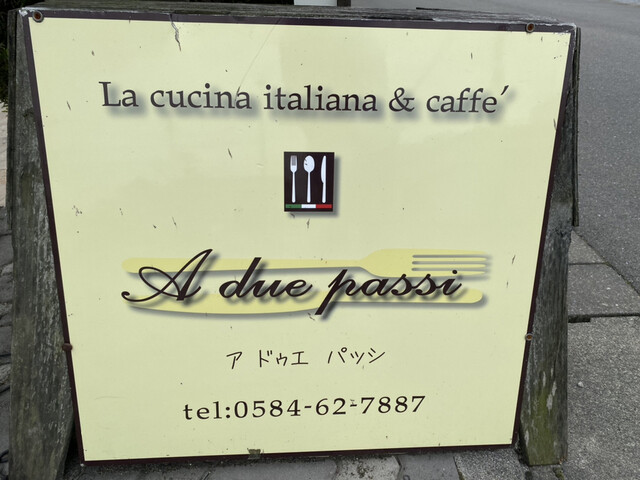 La cucina italiana & caffe´
A due passi
ア ドゥエ パッシ
tel:0584-62-7887